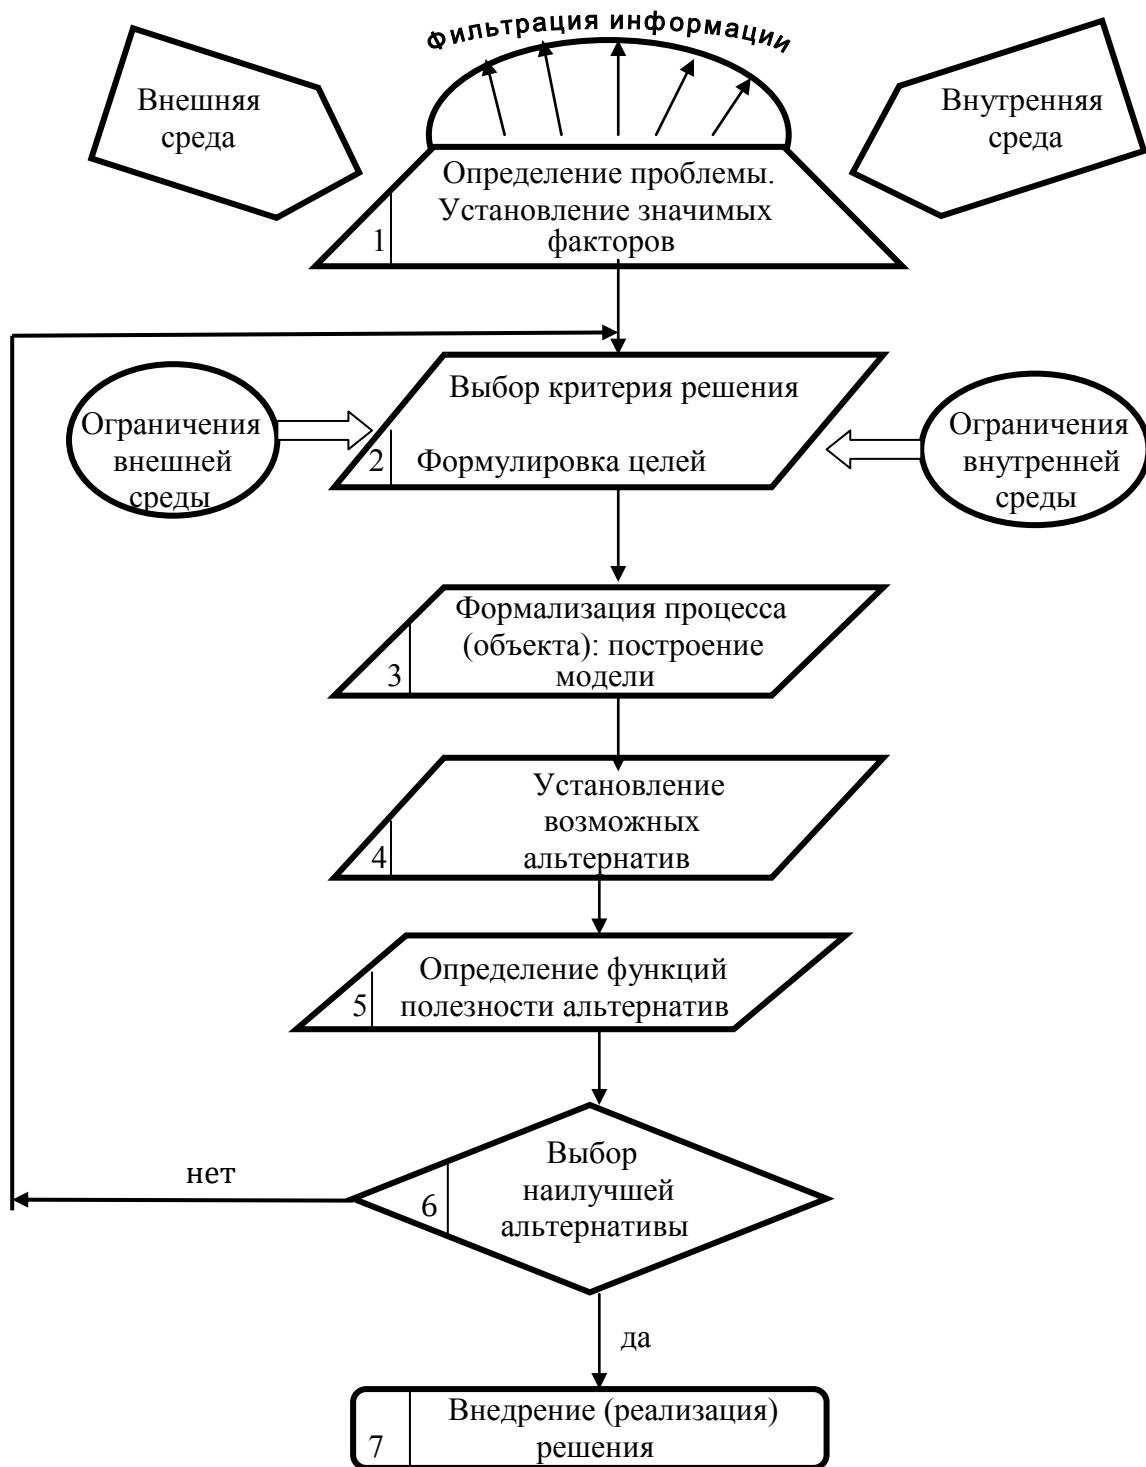 Фильтрация информации
Внешняя
среда
Внутренняя
среда
Определение проблемы.
Установление значимых
факторов
1
Выбор критерия решения
Формулировка целей
2
Ограничения
внешней
среды
Ограничения
внутренней
среды
Формализация процесса
(объекта): построение
модели
3
Установление
возможных
альтернатив
4
Определение функций
полезности альтернатив
5
Выбор
наилучшей
альтернативы
6
нет
да
Внедрение (реализация)
решения
7